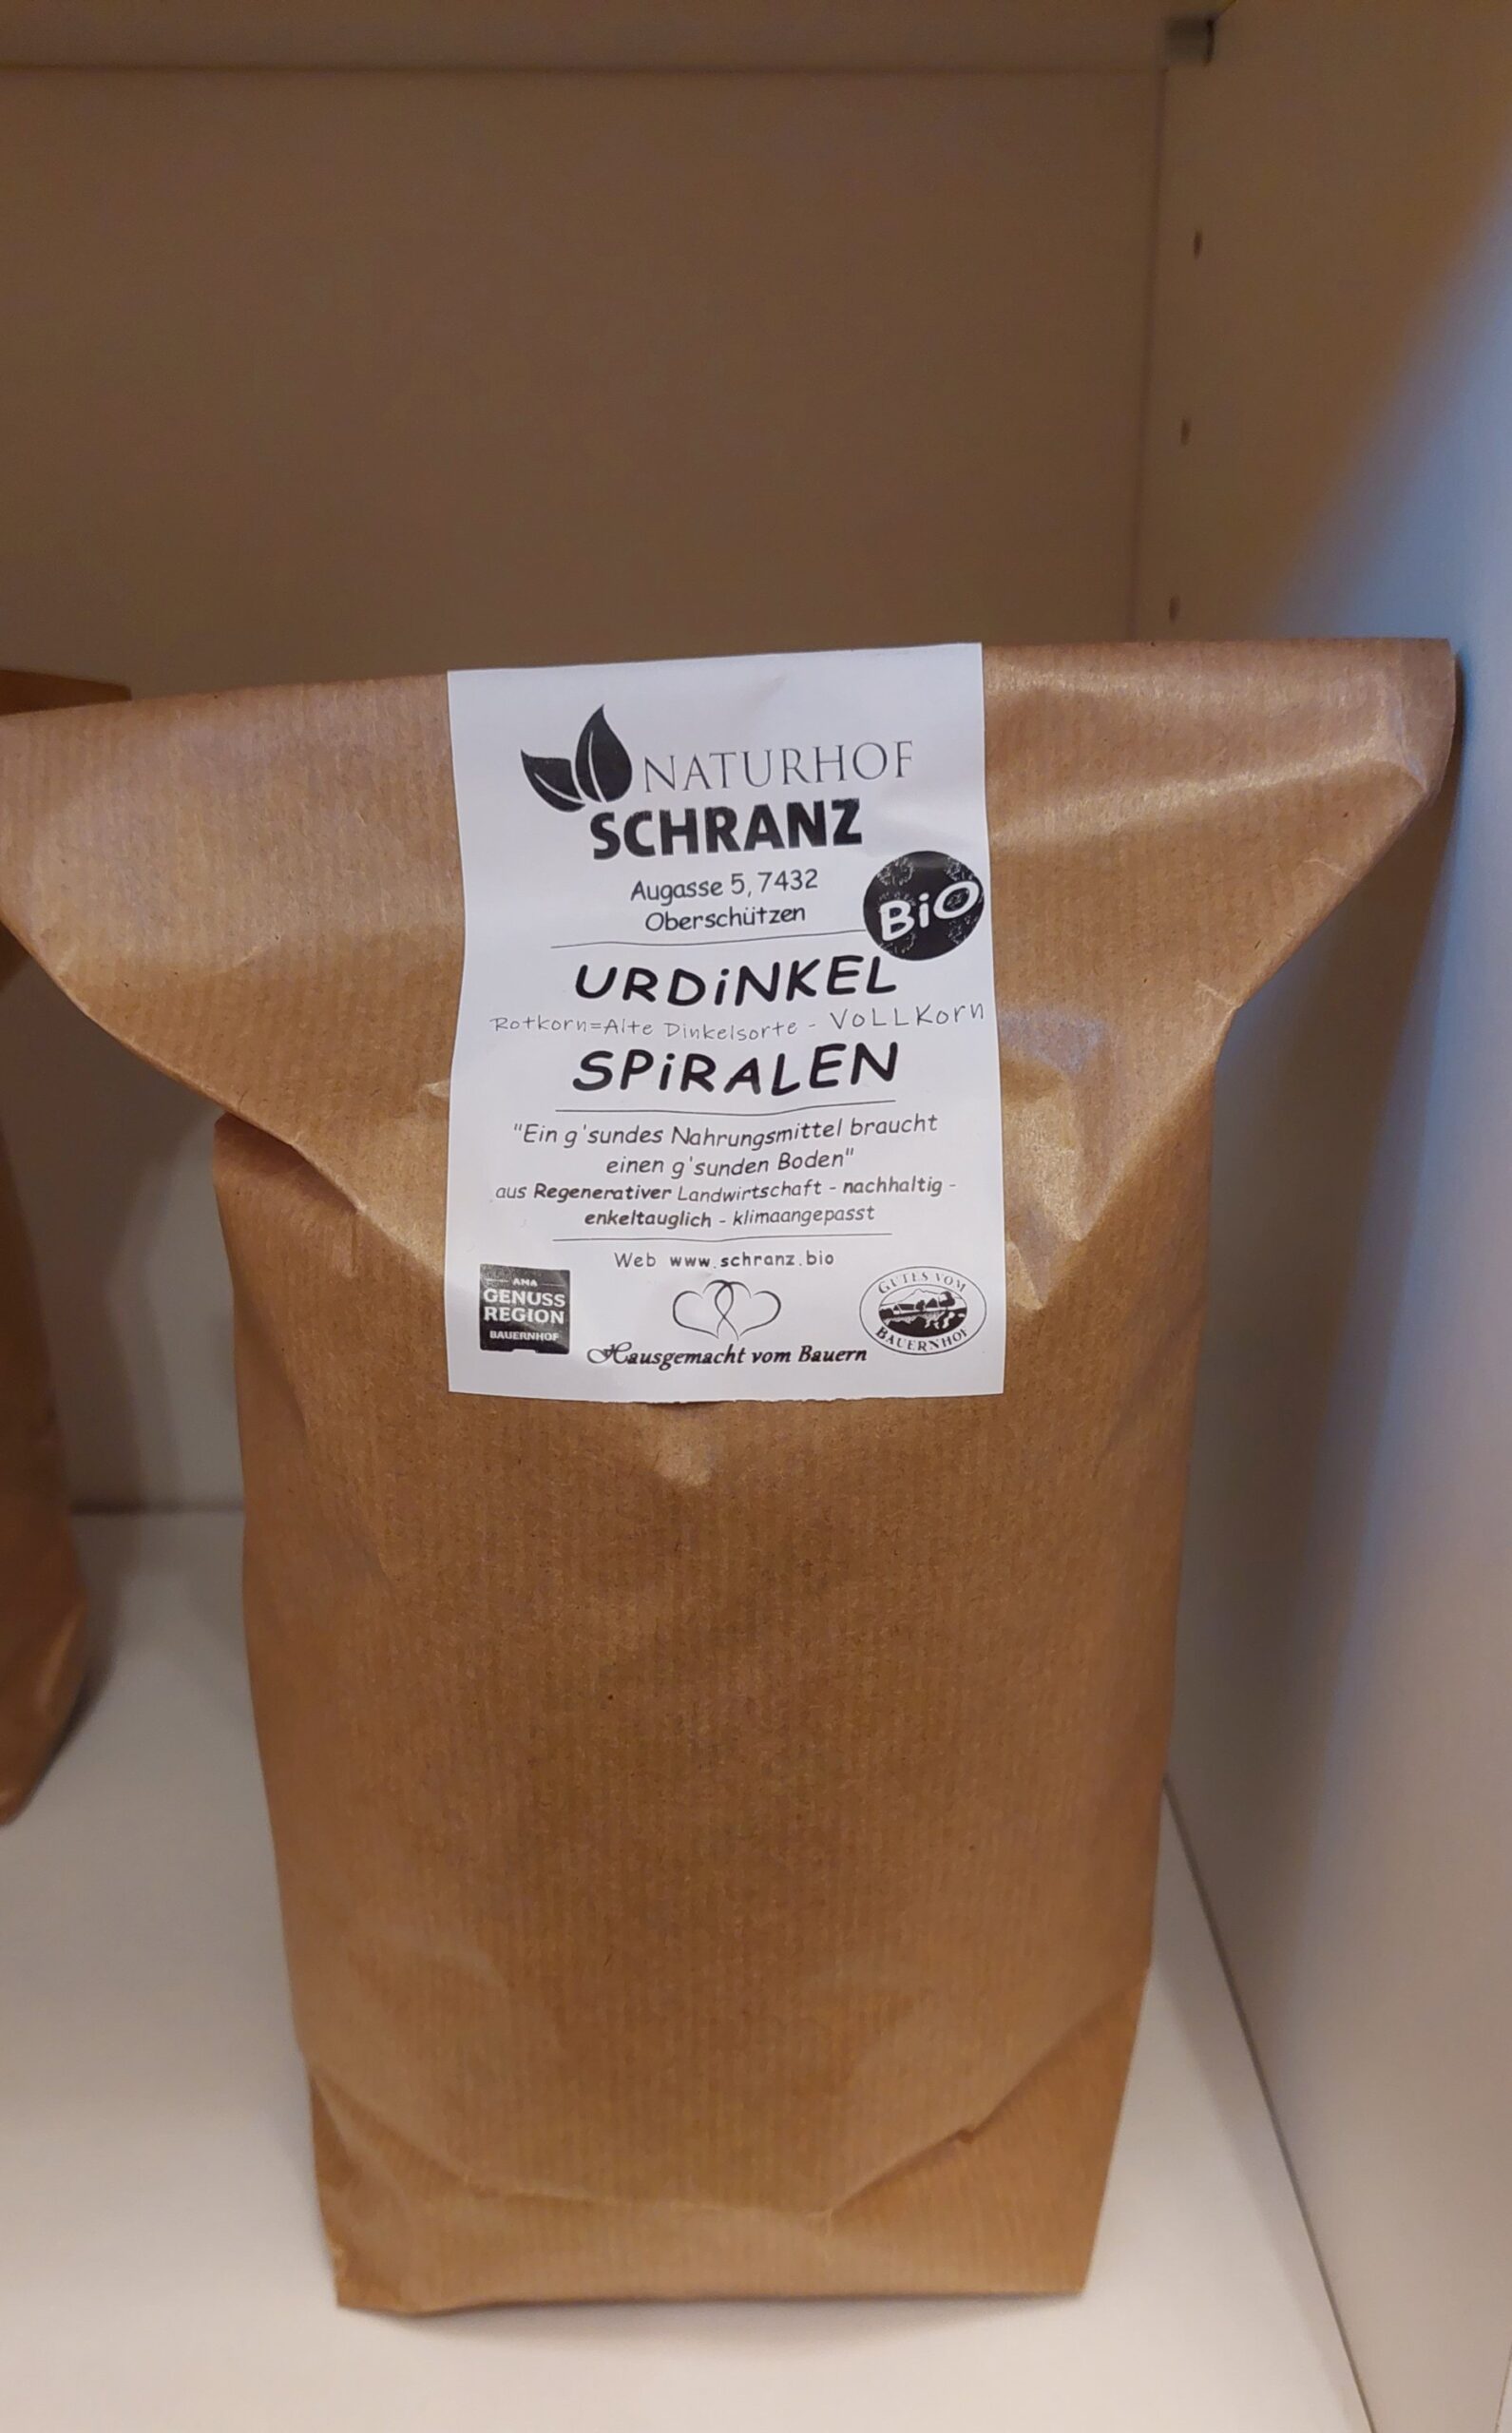 NATURHOF
SCHRANZ
Augasse 5, 7432
Oberschützen
BiO
URDiNKEL
Rotkorn=Alte Dinkelsorte - VoLLKorn
SPiRALEN
"Ein g'sundes Nahrungsmittel braucht
einen g'sunden Boden"
aus Regenerativer Landwirtschaft - nachhaltig -
enkeltauglich - klimaangepasst
Web www.schranz.bio
AMA
GENUSS
REGION
BAUERNHOF
GUTES VOM
BAUERNHOF
Hausgemacht vom Bauern